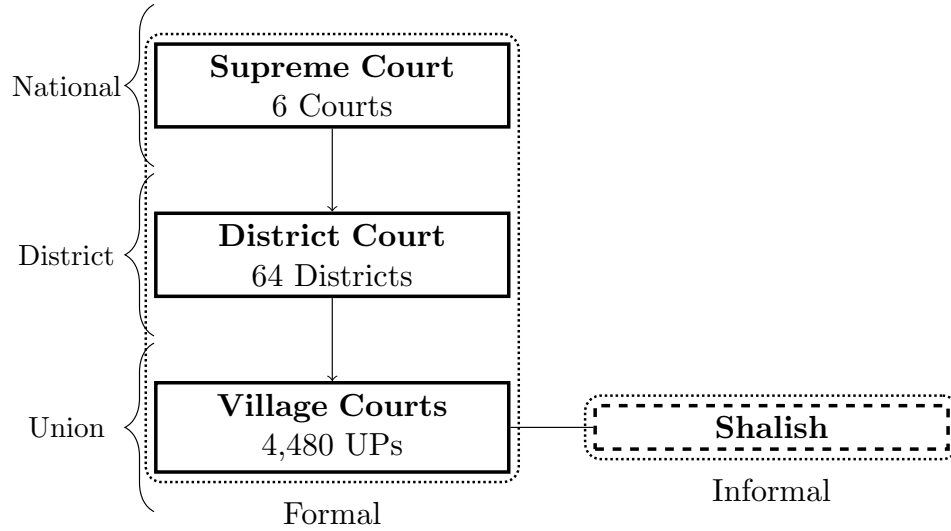 Supreme Court
6 Courts
National
District Court
64 Districts
District
Village Courts
4,480 UPs
Union
Shalish
Informal
Formal